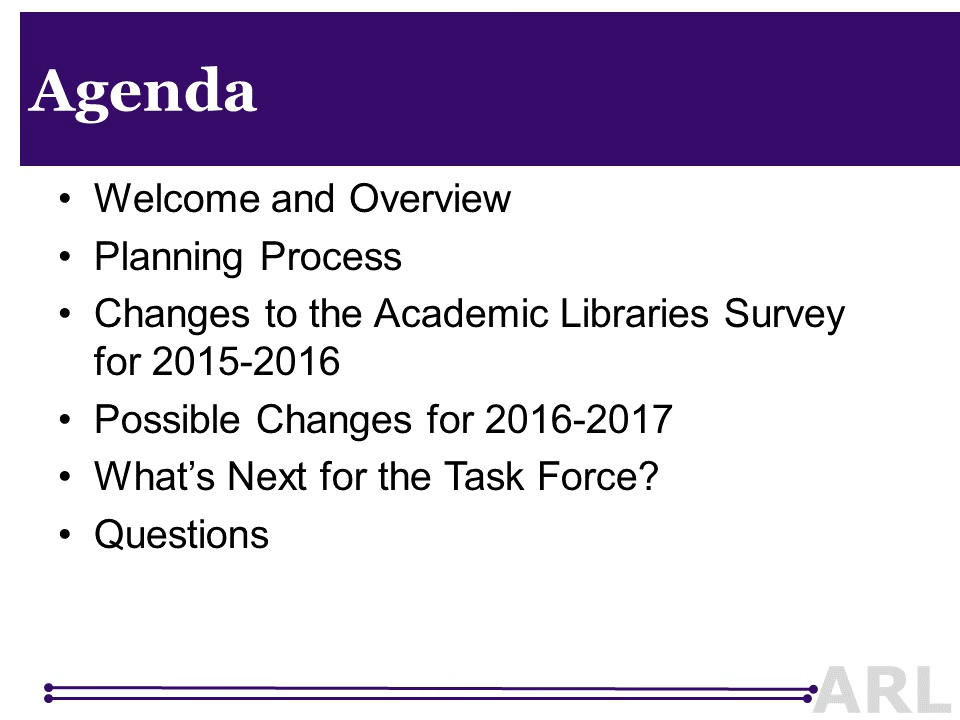 Agenda
• Welcome and Overview
• Planning Process
• Changes to the Academic Libraries Survey
for 2015-2016
• Possible Changes for 2016-2017
• What’s Next for the Task Force?
• Questions
ARL